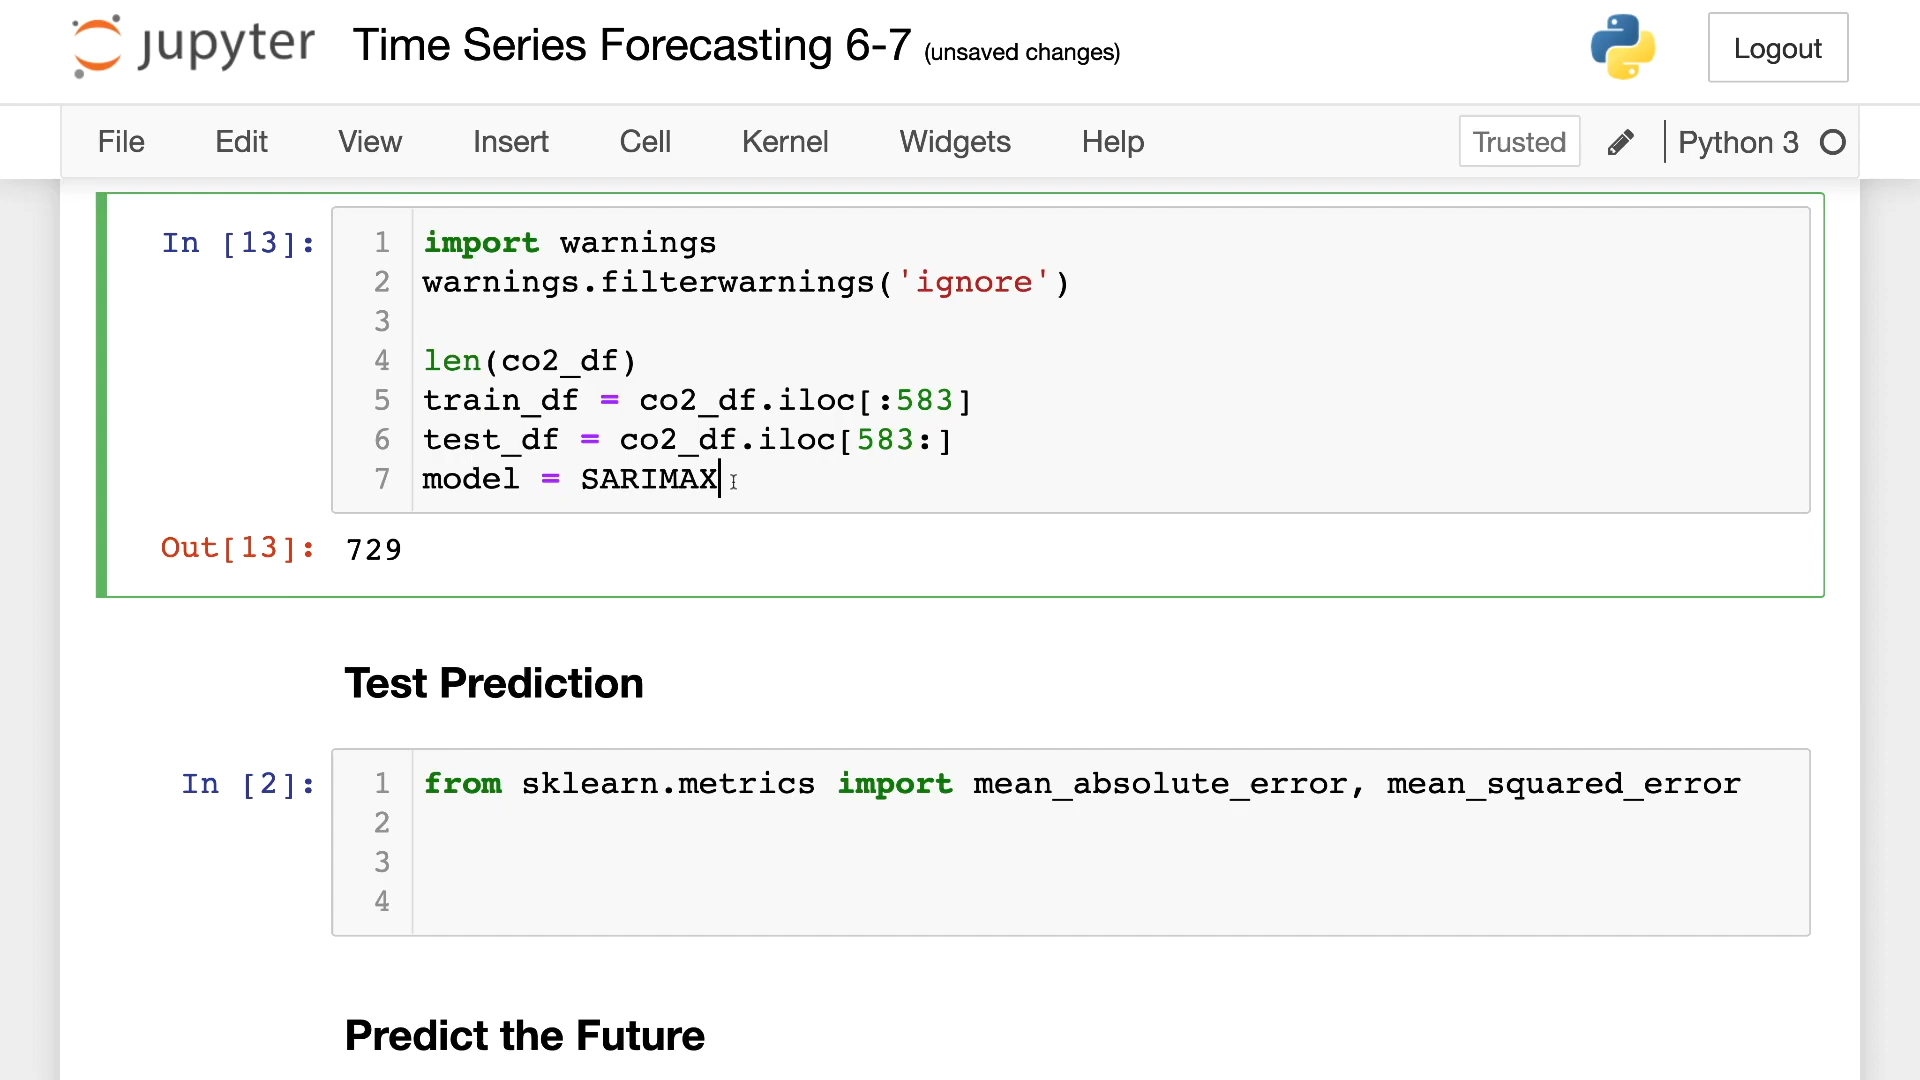 jupyter Time Series Forecasting 6-7 (unsaved changes) Logout
File Edit View Insert Cell Kernel Widgets Help Trusted Python 3
In [13]:
1 import warnings
2 warnings.filterwarnings('ignore')
3
4 len(co2_df)
5 train_df = co2_df.iloc[:583]
6 test_df = co2_df.iloc[583:]
7 model = SARIMAX
Out[13]: 729
Test Prediction
In [2]:
1 from sklearn.metrics import mean_absolute_error, mean_squared_error
2
3
4
Predict the Future